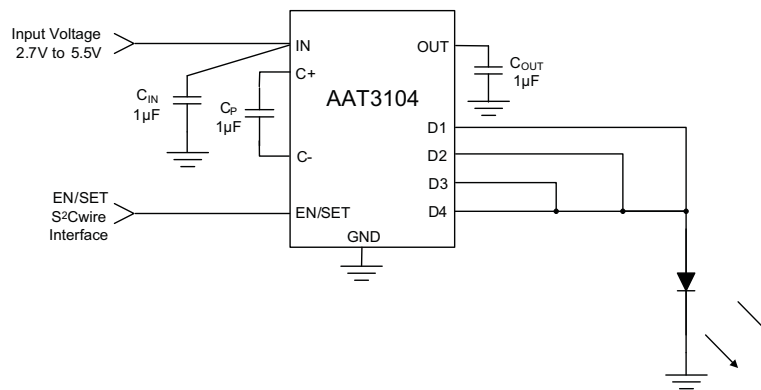 Input Voltage
2.7V to 5.5V
IN
OUT
C+
COUT
1µF
CIN
1µF
CP
1µF
AAT3104
D1
D2
C-
D3
EN/SET
S²Cwire
Interface
EN/SET
D4
GND